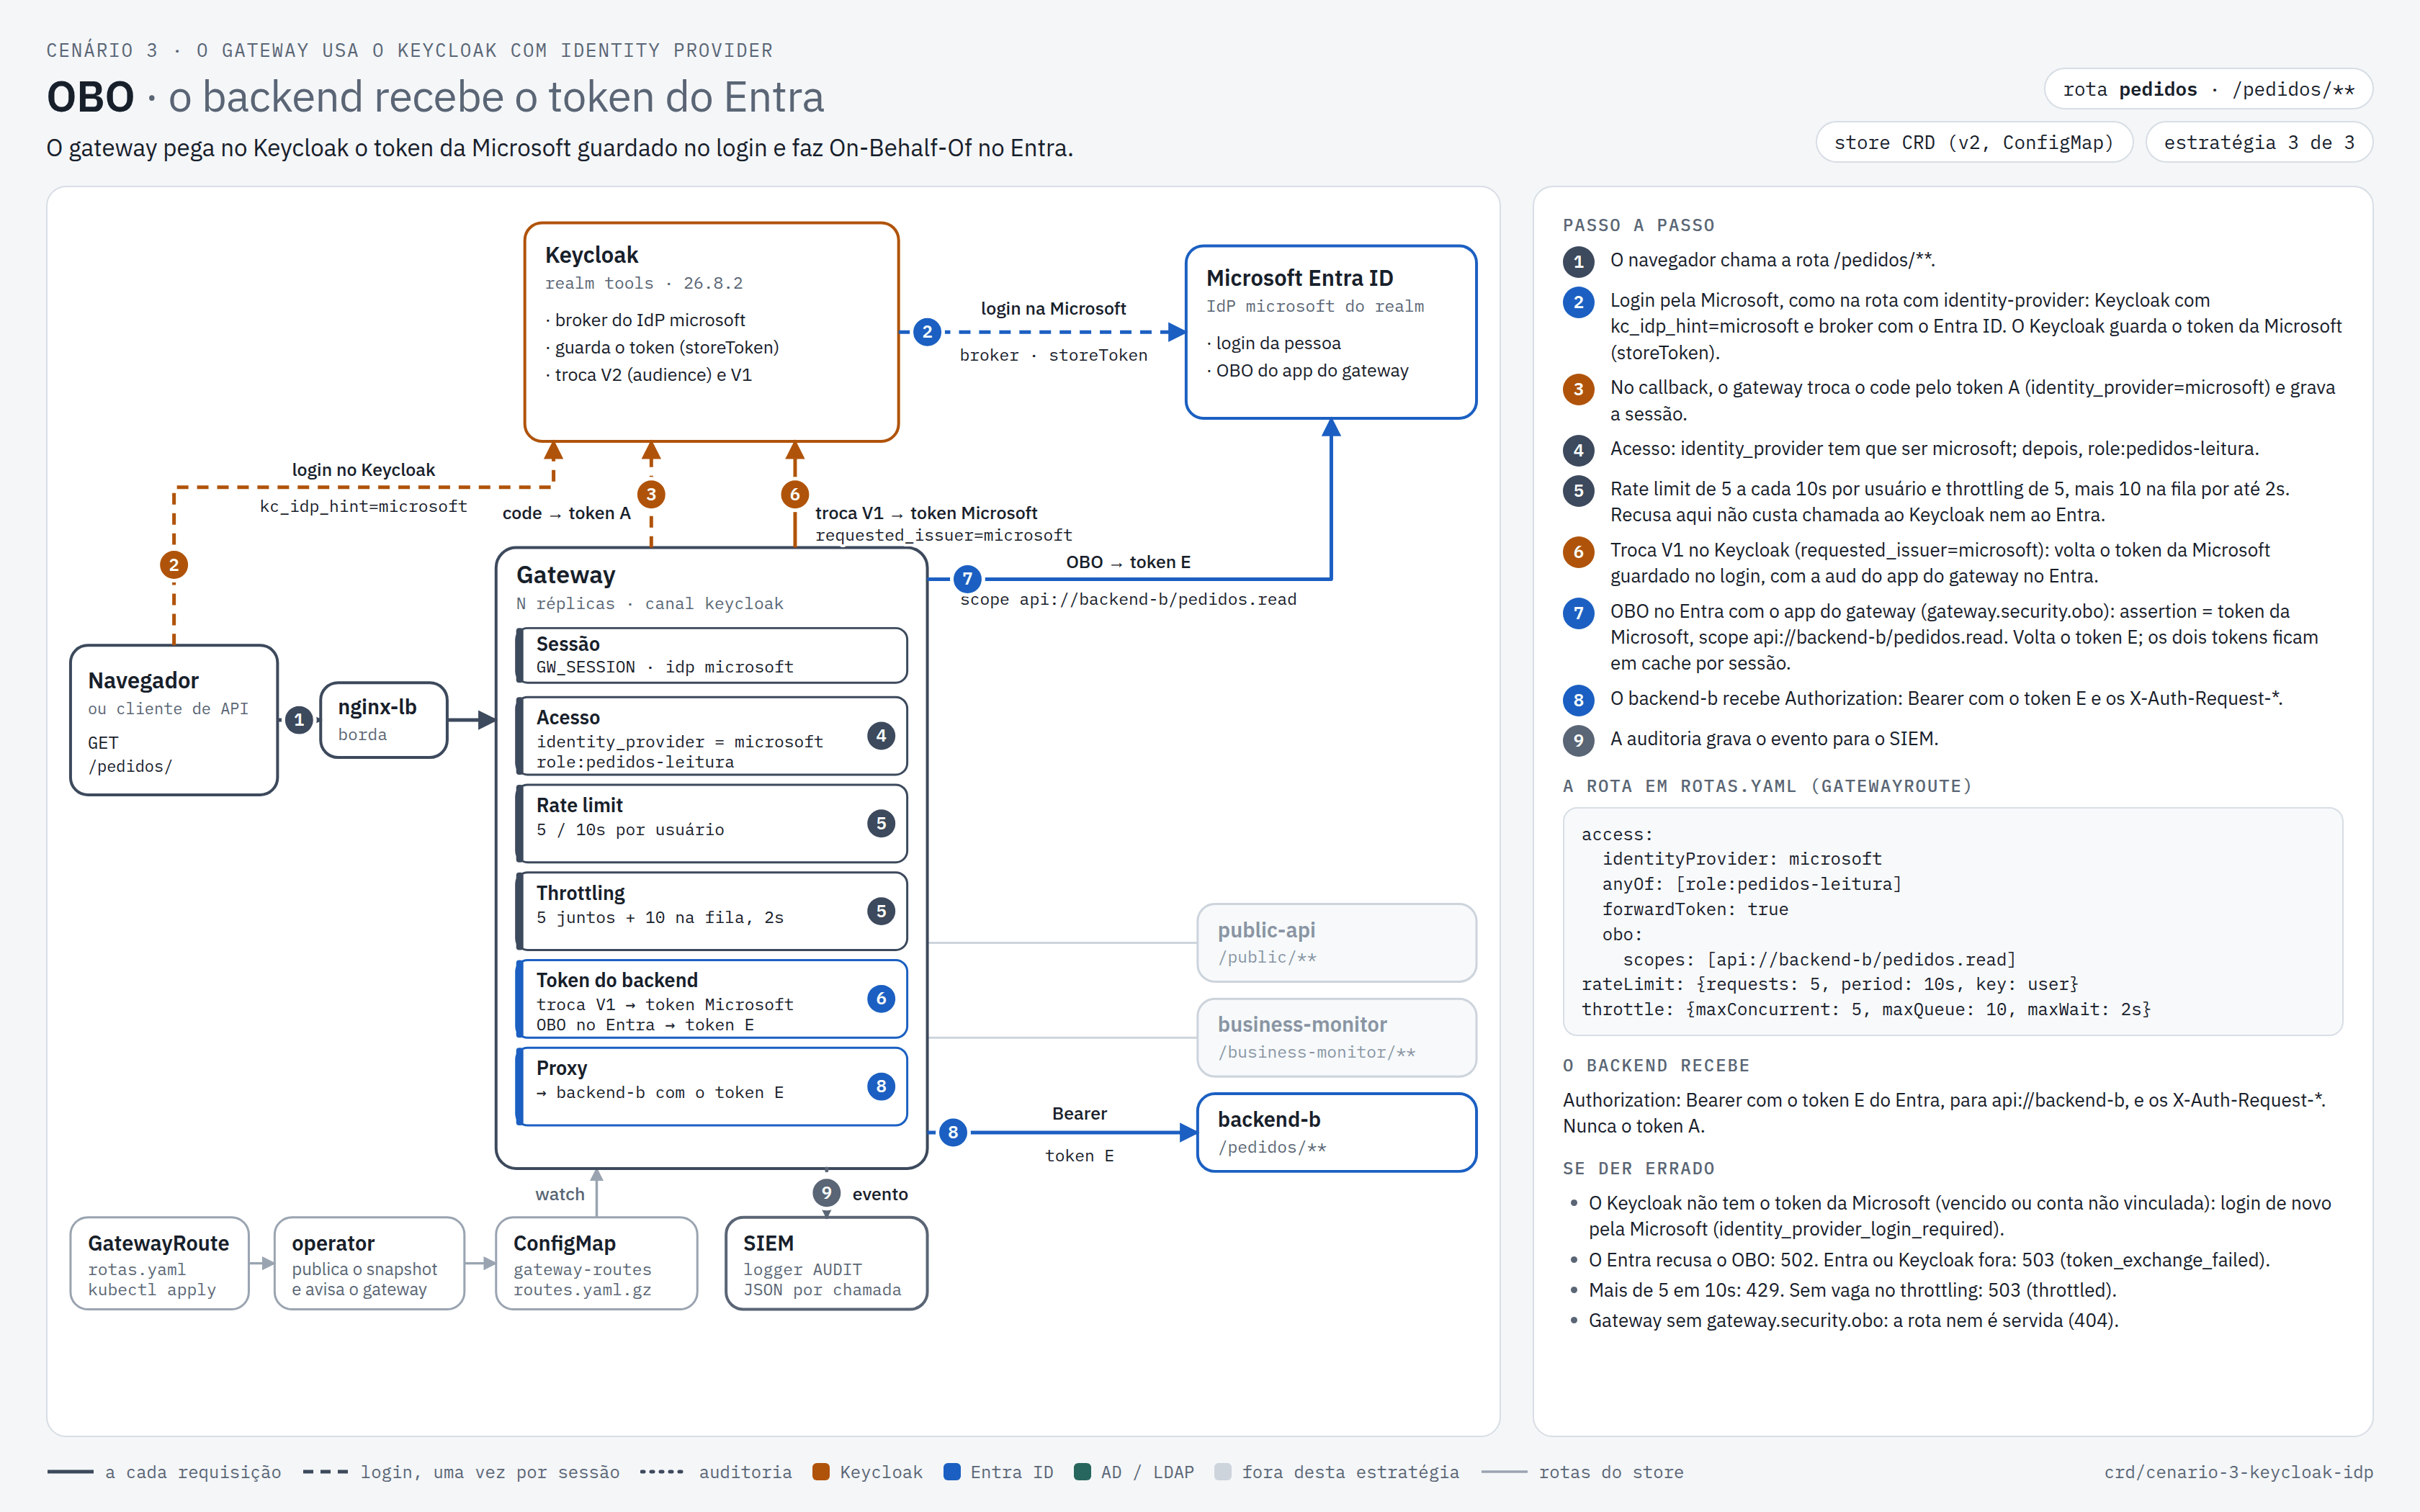 CENÁRIO 3 · O GATEWAY USA O KEYCLOAK COM IDENTITY PROVIDER
OBO · o backend recebe o token do Entra
O gateway pega no Keycloak o token da Microsoft guardado no login e faz On-Behalf-Of no Entra.
rota pedidos · /pedidos/**
store CRD (v2, ConfigMap)
estratégia 3 de 3
Keycloak
realm tools · 26.8.2
· broker do IdP microsoft
· guarda o token (storeToken)
· troca V2 (audience) e V1
2
login na Microsoft
broker · storeToken
Microsoft Entra ID
IdP microsoft do realm
· login da pessoa
· OBO do app do gateway
login no Keycloak
kc_idp_hint=microsoft
2
code → token A
3
6
troca V1 → token Microsoft
requested_issuer=microsoft
7
OBO → token E
scope api://backend-b/pedidos.read
Navegador
ou cliente de API
GET
/pedidos/
1
nginx-lb
borda
Gateway
N réplicas · canal keycloak
Sessão
GW_SESSION · idp microsoft
Acesso
identity_provider = microsoft
role:pedidos-leitura
4
Rate limit
5 / 10s por usuário
5
Throttling
5 juntos + 10 na fila, 2s
5
Token do backend
troca V1 → token Microsoft
OBO no Entra → token E
6
Proxy
→ backend-b com o token E
8
public-api
/public/**
business-monitor
/business-monitor/**
8
Bearer
token E
backend-b
/pedidos/**
watch
9
evento
GatewayRoute
rotas.yaml
kubectl apply
operator
publica o snapshot
e avisa o gateway
ConfigMap
gateway-routes
routes.yaml.gz
SIEM
logger AUDIT
JSON por chamada
PASSO A PASSO
1 O navegador chama a rota /pedidos/**.
2 Login pela Microsoft, como na rota com identity-provider: Keycloak com
kc_idp_hint=microsoft e broker com o Entra ID. O Keycloak guarda o token da Microsoft
(storeToken).
3 No callback, o gateway troca o code pelo token A (identity_provider=microsoft) e grava
a sessão.
4 Acesso: identity_provider tem que ser microsoft; depois, role:pedidos-leitura.
5 Rate limit de 5 a cada 10s por usuário e throttling de 5, mais 10 na fila por até 2s.
Recusa aqui não custa chamada ao Keycloak nem ao Entra.
6 Troca V1 no Keycloak (requested_issuer=microsoft): volta o token da Microsoft
guardado no login, com a aud do app do gateway no Entra.
7 OBO no Entra com o app do gateway (gateway.security.obo): assertion = token da
Microsoft, scope api://backend-b/pedidos.read. Volta o token E; os dois tokens ficam
em cache por sessão.
8 O backend-b recebe Authorization: Bearer com o token E e os X-Auth-Request-*.
9 A auditoria grava o evento para o SIEM.
A ROTA EM ROTAS.YAML (GATEWAYROUTE)
access:
  identityProvider: microsoft
  anyOf: [role:pedidos-leitura]
  forwardToken: true
  obo:
    scopes: [api://backend-b/pedidos.read]
rateLimit: {requests: 5, period: 10s, key: user}
throttle: {maxConcurrent: 5, maxQueue: 10, maxWait: 2s}
O BACKEND RECEBE
Authorization: Bearer com o token E do Entra, para api://backend-b, e os X-Auth-Request-*.
Nunca o token A.
SE DER ERRADO
• O Keycloak não tem o token da Microsoft (vencido ou conta não vinculada): login de novo
pela Microsoft (identity_provider_login_required).
• O Entra recusa o OBO: 502. Entra ou Keycloak fora: 503 (token_exchange_failed).
• Mais de 5 em 10s: 429. Sem vaga no throttling: 503 (throttled).
• Gateway sem gateway.security.obo: a rota nem é servida (404).
a cada requisição
login, uma vez por sessão
auditoria
Keycloak
Entra ID
AD / LDAP
fora desta estratégia
rotas do store
crd/cenario-3-keycloak-idp